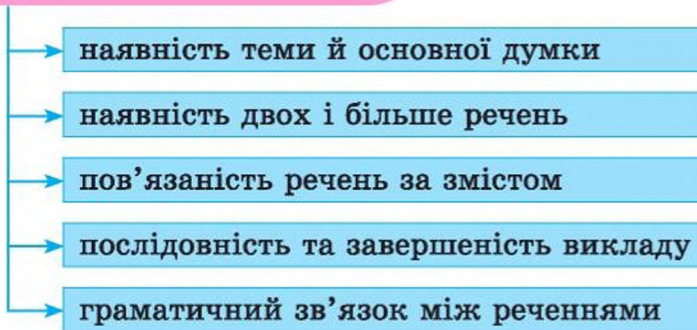 наявність теми й основної думки
наявність двох і більше речень
пов’язаність речень за змістом
послідовність та завершеність викладу
граматичний зв’язок між реченнями